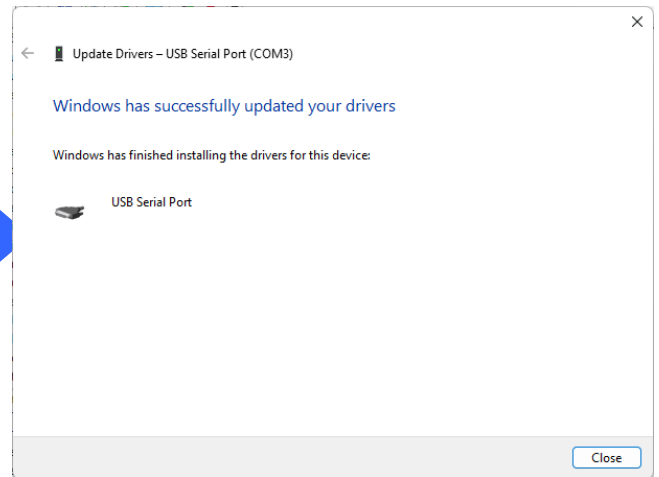 Update Drivers – USB Serial Port (COM3)
Windows has successfully updated your drivers
Windows has finished installing the drivers for this device:
USB Serial Port
Close